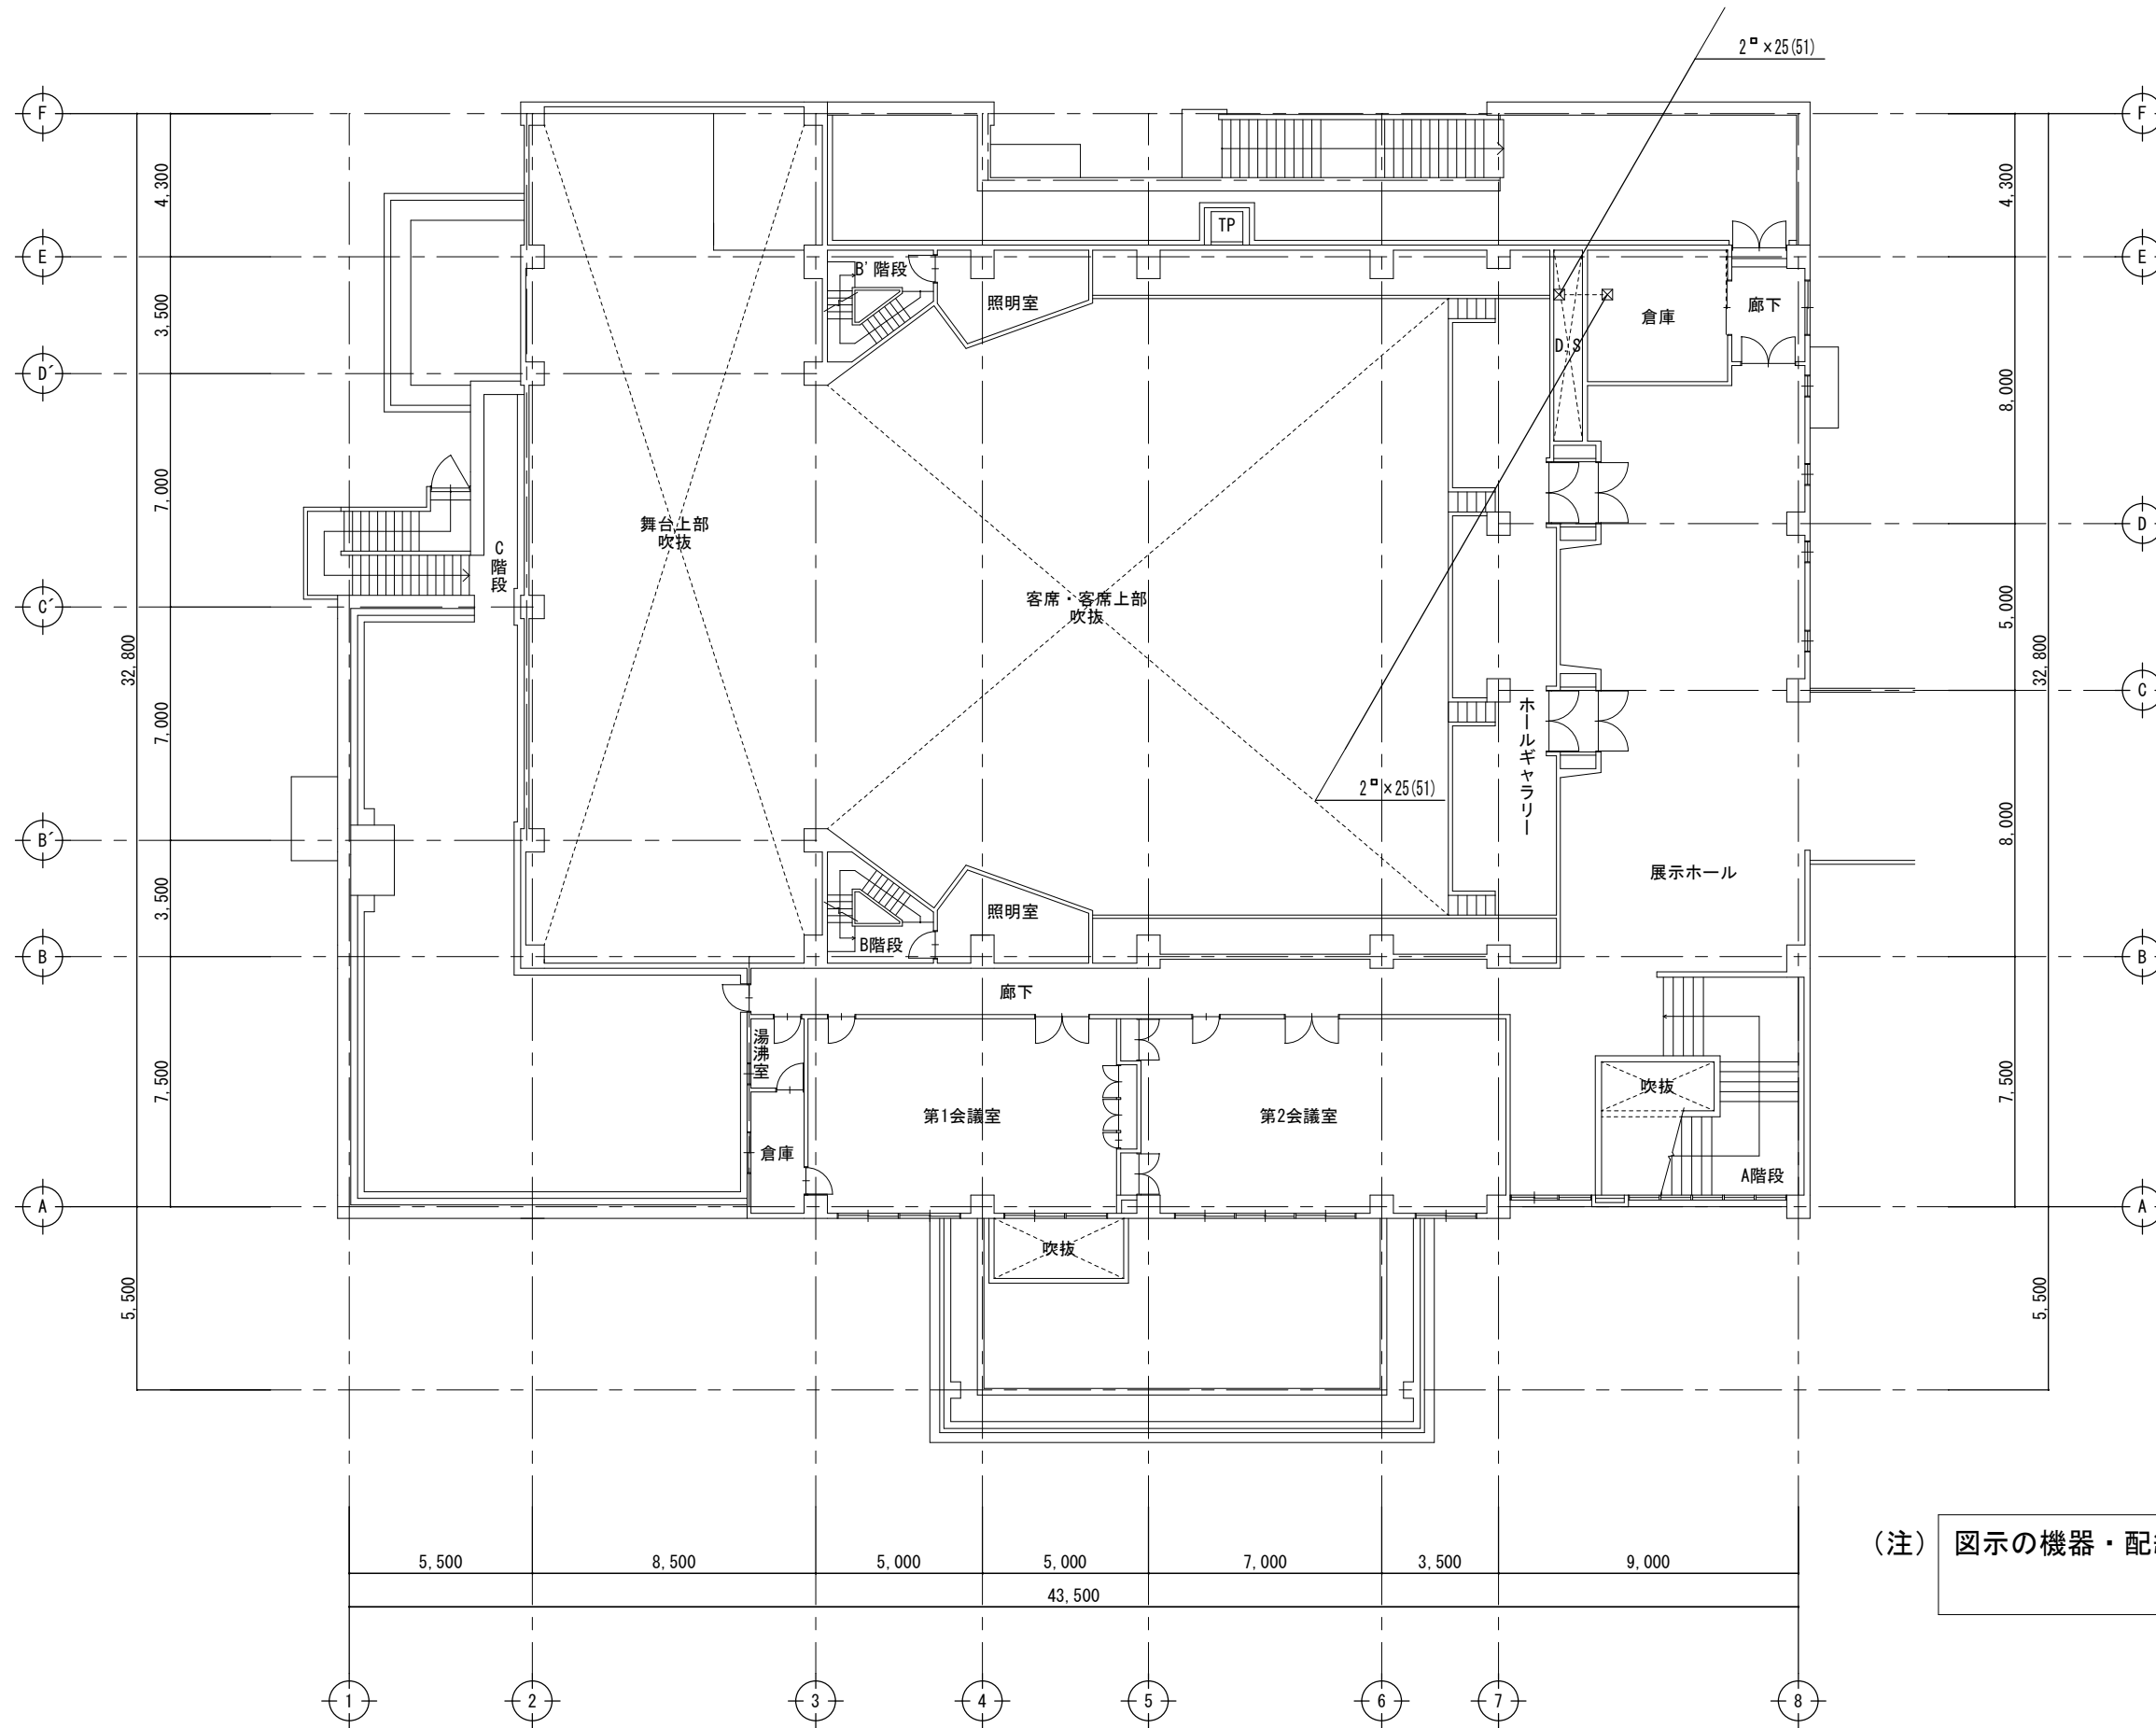 2□×25(51)
F
F
4,300
4,300
TP
E
E
B'階段
照明室
倉庫
廊下
3,500
D.S
D'
8,000
7,000
舞台上部
吹抜
D
C
階
段
客席・客席上部
吹抜
5,000
C'
32,800
32,800
C
7,000
ホールギャラリー
2□×25(51)
B'
8,000
展示ホール
3,500
照明室
B階段
B
B
廊下
湯沸室
7,500
7,500
吹抜
第1会議室
第2会議室
倉庫
A階段
A
A
吹抜
5,500
5,500
(注)
図示の機器・配
5,500
8,500
5,000
5,000
7,000
3,500
9,000
43,500
1
2
3
4
5
6
7
8